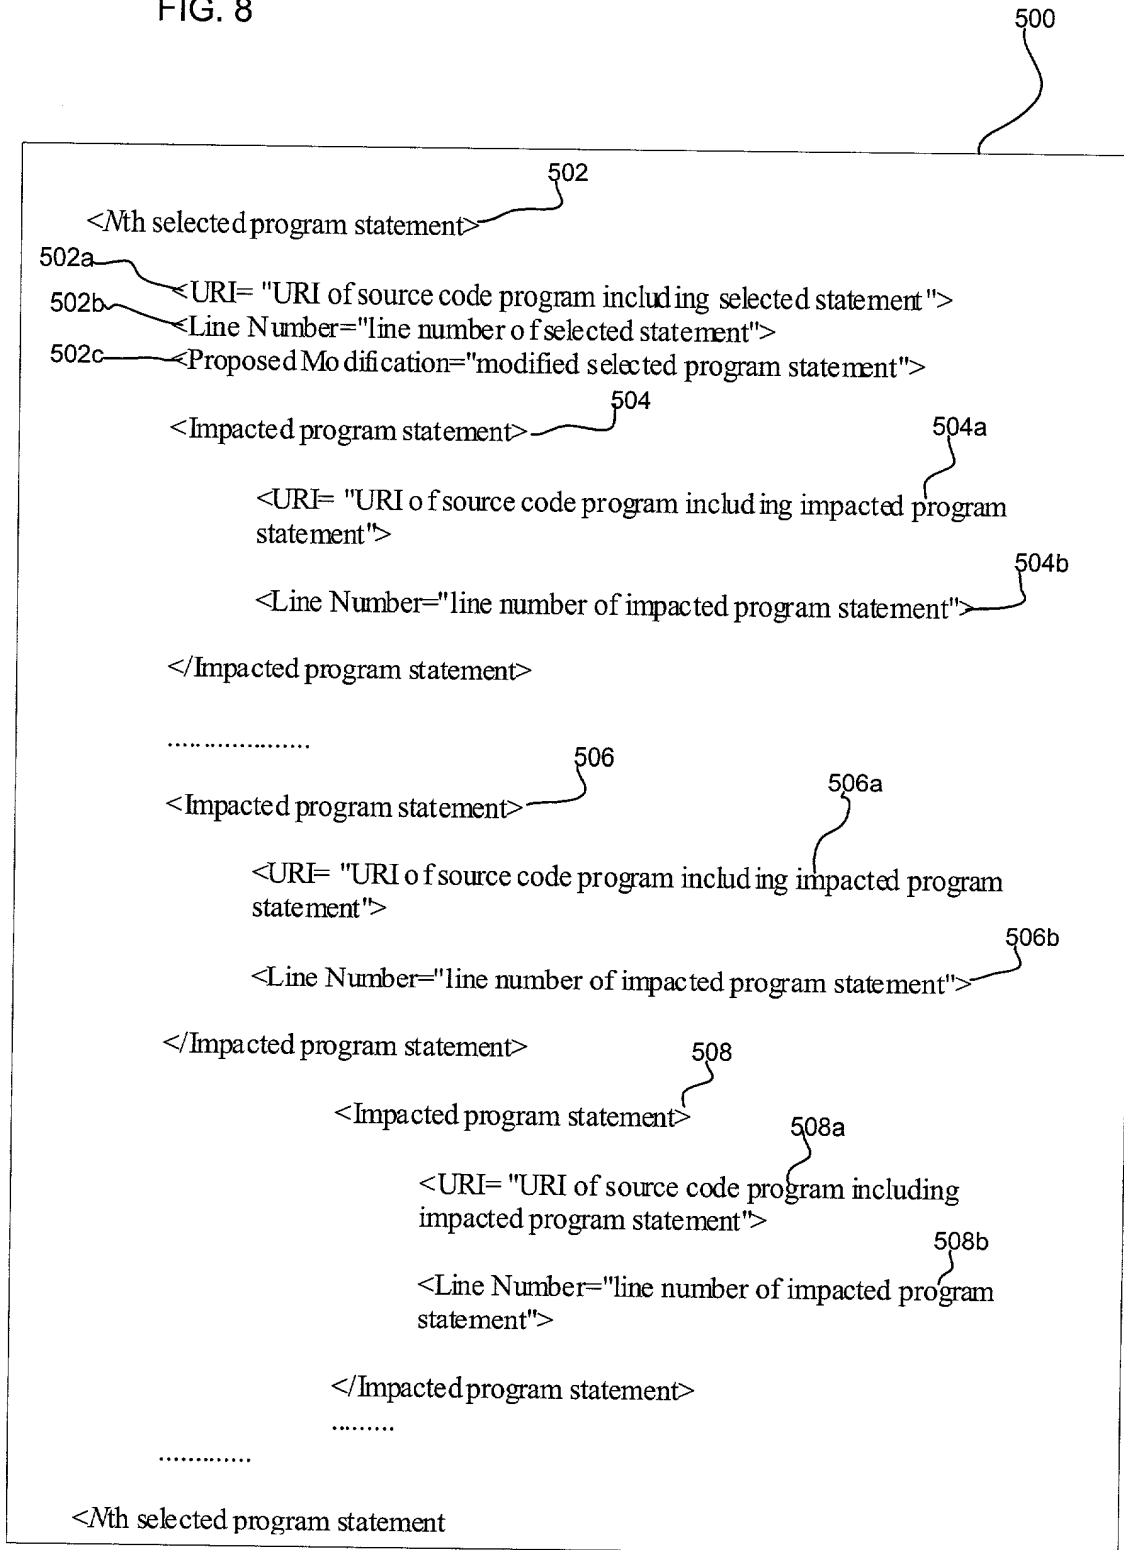 FIG. 8
500
502
<Nth selected program statement>
502a
<URI= "URI of source code program including selected statement">
502b
<Line Number="line number of selected statement">
502c
<Proposed Modification="modified selected program statement">
504
<Impacted program statement>
504a
<URI= "URI of source code program including impacted program
statement">
504b
<Line Number="line number of impacted program statement">
</Impacted program statement>
....................
506
<Impacted program statement>
506a
<URI= "URI of source code program including impacted program
statement">
506b
<Line Number="line number of impacted program statement">
</Impacted program statement>
508
<Impacted program statement>
508a
<URI= "URI of source code program including
impacted program statement">
508b
<Line Number="line number of impacted program
statement">
</Impacted program statement>
.........
.............
<Nth selected program statement